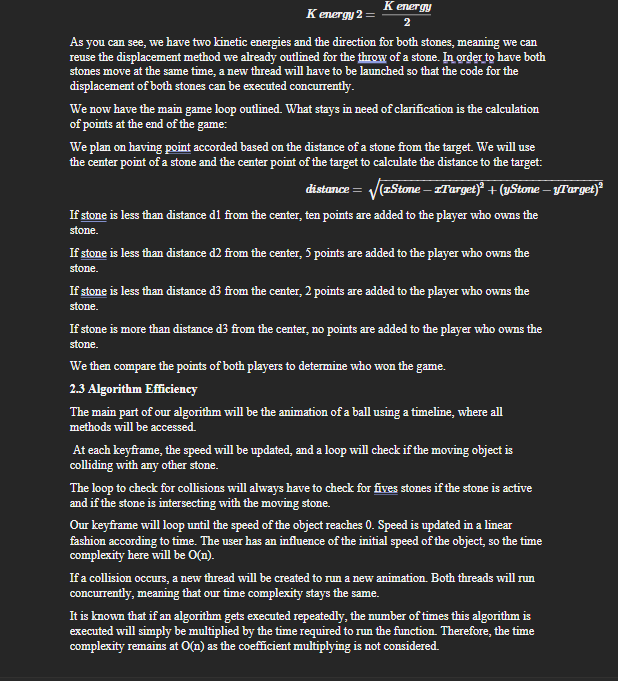 K energy 2 = K energy / 2
As you can see, we have two kinetic energies and the direction for both stones, meaning we can
reuse the displacement method we already outlined for the throw of a stone. In order to have both
stones move at the same time, a new thread will have to be launched so that the code for the
displacement of both stones can be executed concurrently.
We now have the main game loop outlined. What stays in need of clarification is the calculation
of points at the end of the game:
We plan on having point accorded based on the distance of a stone from the target. We will use
the center point of a stone and the center point of the target to calculate the distance to the target:
distance = √(xStone − xTarget)² + (yStone − yTarget)²
If stone is less than distance d1 from the center, ten points are added to the player who owns the
stone.
If stone is less than distance d2 from the center, 5 points are added to the player who owns the
stone.
If stone is less than distance d3 from the center, 2 points are added to the player who owns the
stone.
If stone is more than distance d3 from the center, no points are added to the player who owns the
stone.
We then compare the points of both players to determine who won the game.
2.3 Algorithm Efficiency
The main part of our algorithm will be the animation of a ball using a timeline, where all
methods will be accessed.
At each keyframe, the speed will be updated, and a loop will check if the moving object is
colliding with any other stone.
The loop to check for collisions will always have to check for fives stones if the stone is active
and if the stone is intersecting with the moving stone.
Our keyframe will loop until the speed of the object reaches 0. Speed is updated in a linear
fashion according to time. The user has an influence of the initial speed of the object, so the time
complexity here will be O(n).
If a collision occurs, a new thread will be created to run a new animation. Both threads will run
concurrently, meaning that our time complexity stays the same.
It is known that if an algorithm gets executed repeatedly, the number of times this algorithm is
executed will simply be multiplied by the time required to run the function. Therefore, the time
complexity remains at O(n) as the coefficient multiplying is not considered.